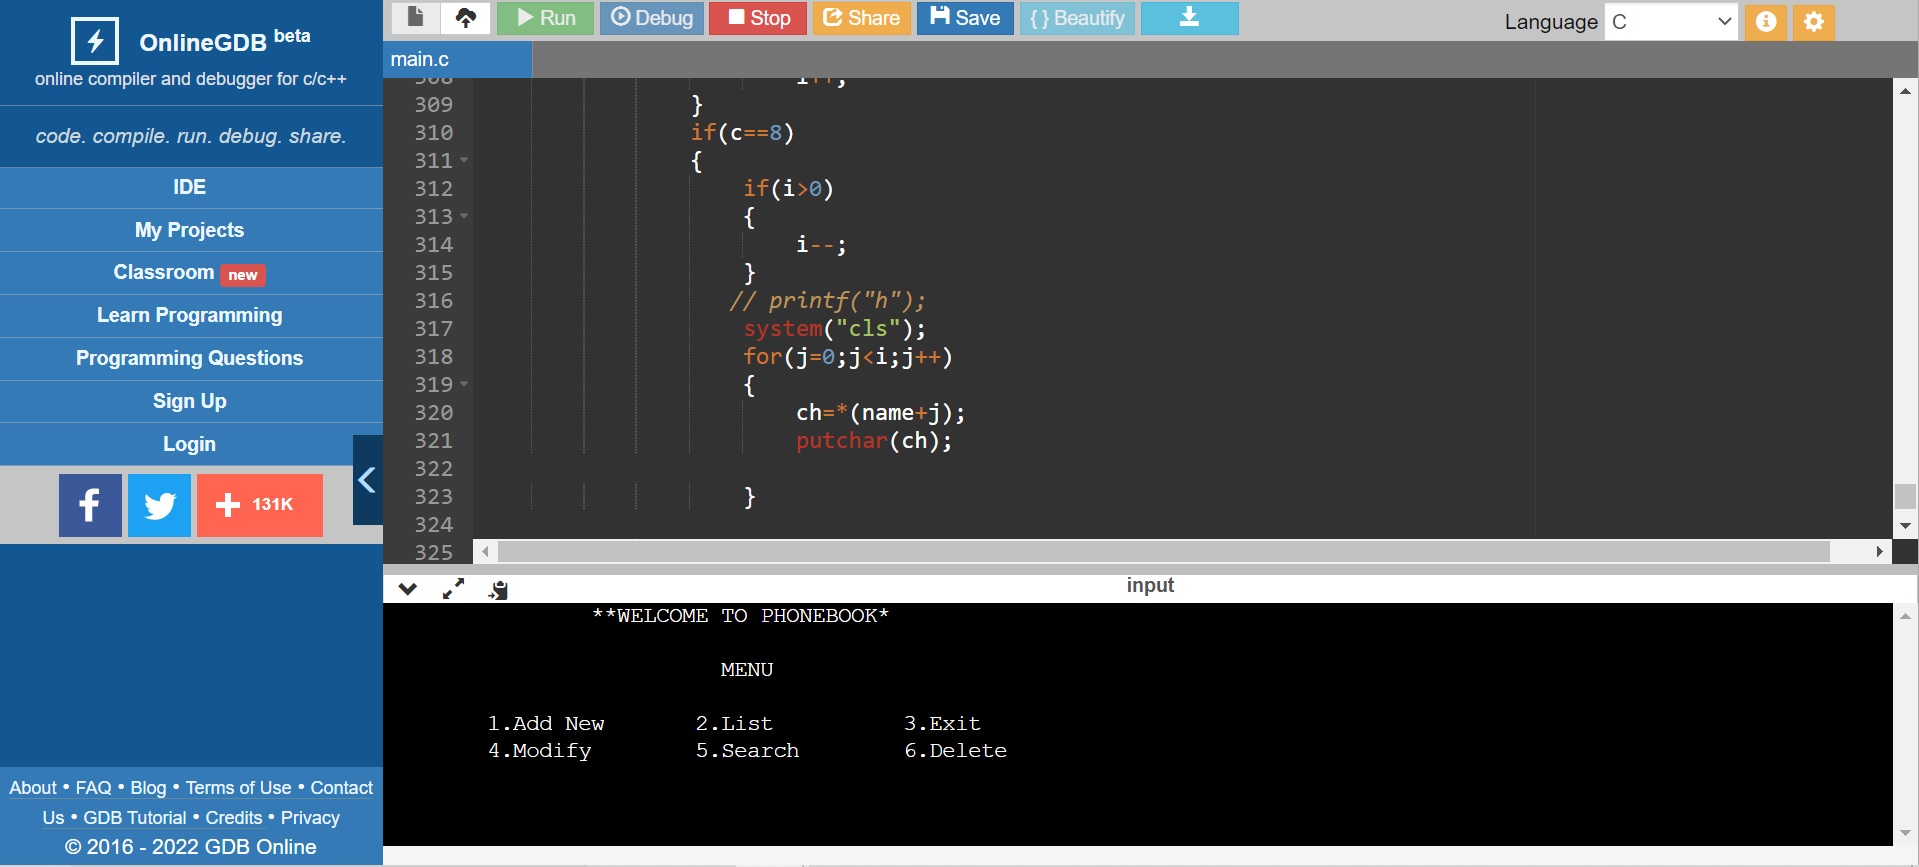 OnlineGDB beta
online compiler and debugger for c/c++
code. compile. run. debug. share.
IDE
My Projects
Classroom new
Learn Programming
Programming Questions
Sign Up
Login
131K
About • FAQ • Blog • Terms of Use • Contact
Us • GDB Tutorial • Credits • Privacy
© 2016 - 2022 GDB Online
Run Debug Stop Share Save {} Beautify
Language C
main.c
308 i++;
309 }
310 if(c==8)
311 {
312 if(i>0)
313 {
314 i--;
315 }
316 // printf("h");
317 system("cls");
318 for(j=0;j<i;j++)
319 {
320 ch=*(name+j);
321 putchar(ch);
322
323 }
324
325
input
**WELCOME TO PHONEBOOK*
MENU
1.Add New 2.List 3.Exit
4.Modify 5.Search 6.Delete